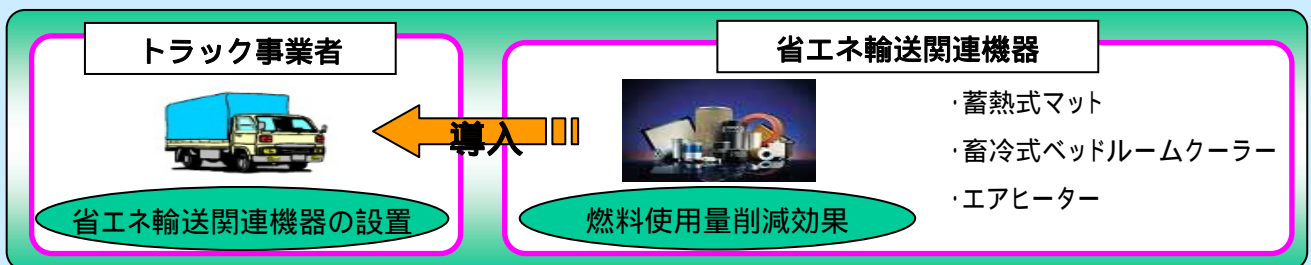 トラック事業者
省エネ輸送関連機器
導入
・蓄熱式マット
・畜冷式ベッドルームクーラー
・エアヒーター
省エネ輸送関連機器の設置
燃料使用量削減効果